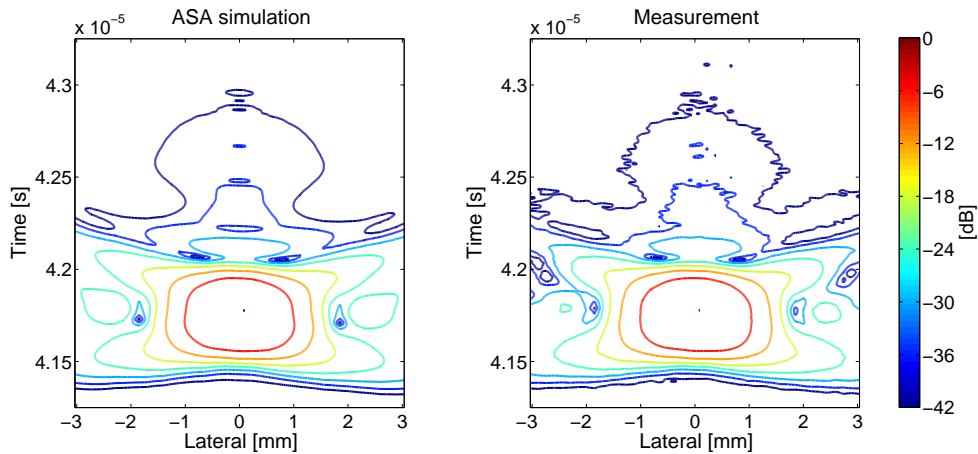 ASA simulation
x 10⁻⁵
4.3
4.25
4.2
4.15
Time [s]
−3 −2 −1 0 1 2 3
Lateral [mm]
Measurement
x 10⁻⁵
4.3
4.25
4.2
4.15
Time [s]
−3 −2 −1 0 1 2 3
Lateral [mm]
0
−6
−12
−18
−24
−30
−36
−42
[dB]